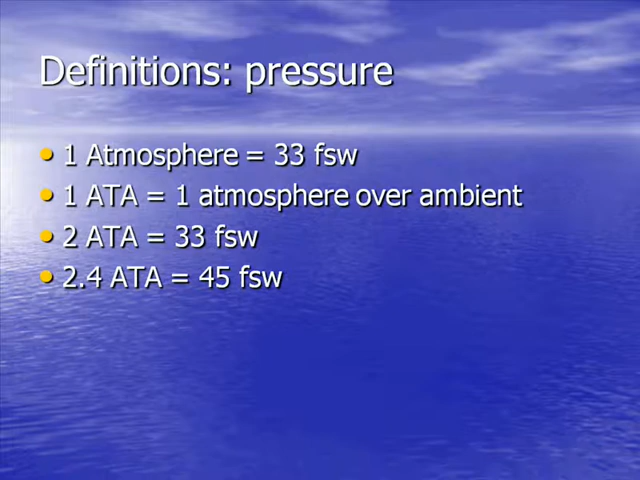 Definitions: pressure
• 1 Atmosphere = 33 fsw
• 1 ATA = 1 atmosphere over ambient
• 2 ATA = 33 fsw
• 2.4 ATA = 45 fsw